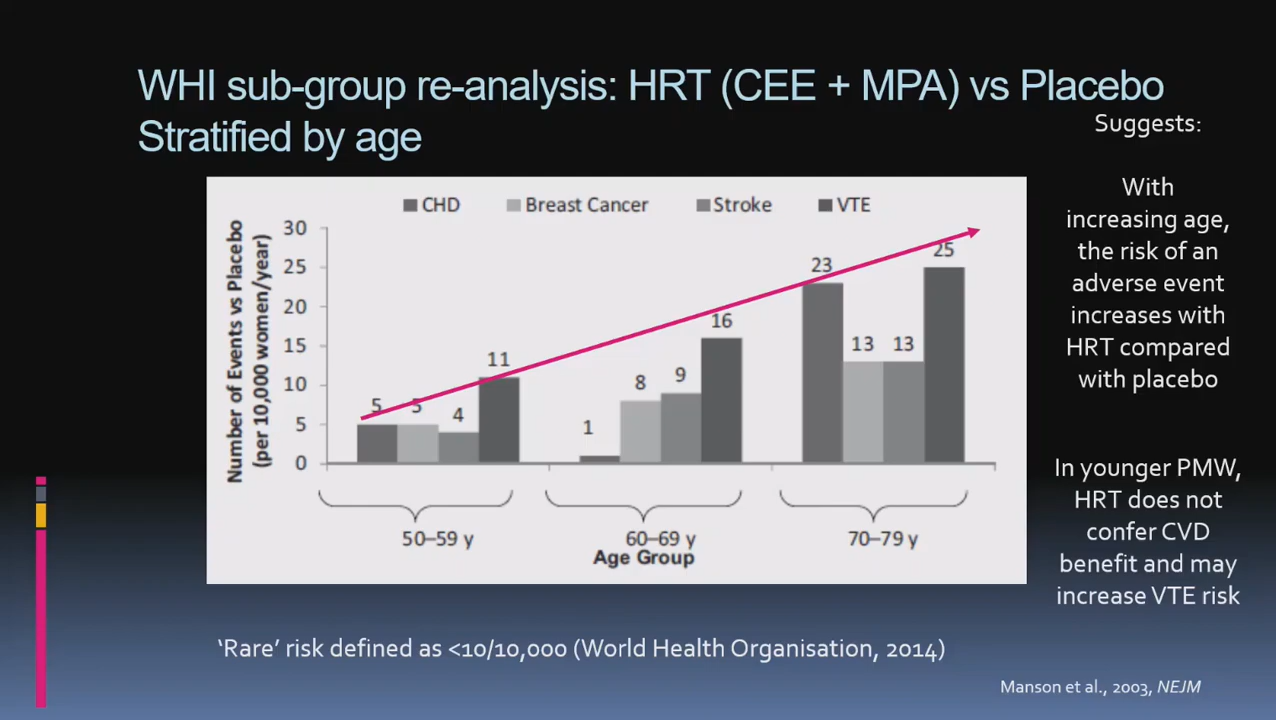 WHI sub-group re-analysis: HRT (CEE + MPA) vs Placebo
Stratified by age
Suggests:
With
increasing age,
the risk of an
adverse event
increases with
HRT compared
with placebo
In younger PMW,
HRT does not
confer CVD
benefit and may
increase VTE risk
CHD Breast Cancer Stroke VTE
Number of Events vs Placebo
(per 10,000 women/year)
30
25
20
15
10
5
0
5 5 4 11
1 8 9 16
23 13 13 25
50–59 y 60–69 y 70–79 y
Age Group
‘Rare’ risk defined as <10/10,000 (World Health Organisation, 2014)
Manson et al., 2003, NEJM